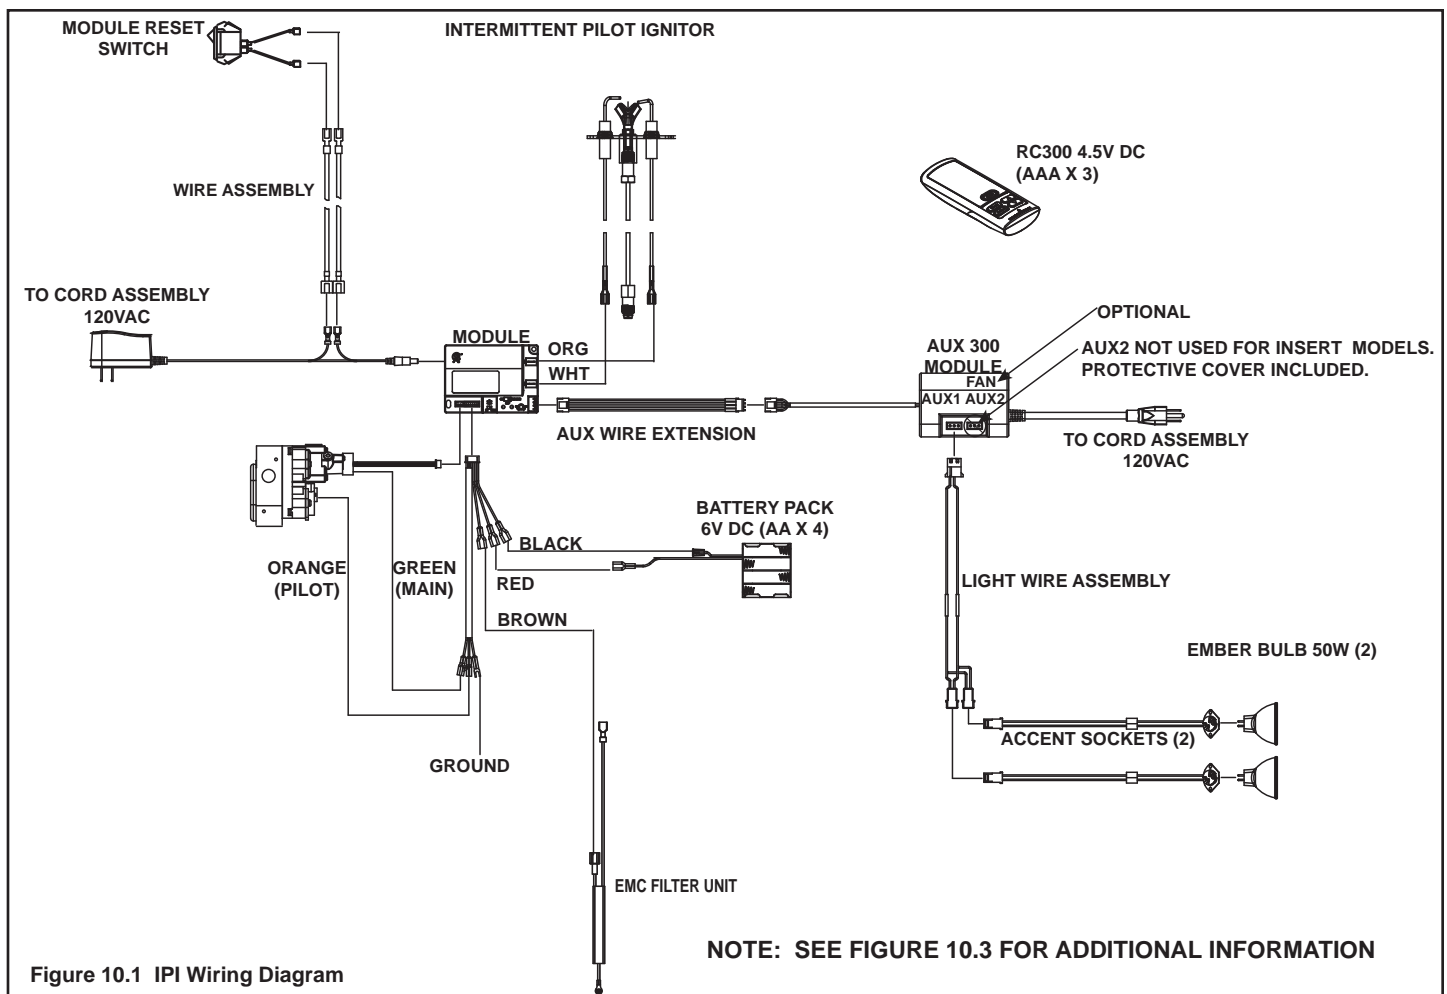 MODULE RESET
SWITCH
INTERMITTENT PILOT IGNITOR
RC300 4.5V DC
(AAA X 3)
WIRE ASSEMBLY
TO CORD ASSEMBLY
120VAC
MODULE
ORG
WHT
OPTIONAL
AUX 300
MODULE
AUX2 NOT USED FOR INSERT MODELS.
PROTECTIVE COVER INCLUDED.
FAN
AUX1 AUX2
AUX WIRE EXTENSION
TO CORD ASSEMBLY
120VAC
BATTERY PACK
6V DC (AA X 4)
BLACK
ORANGE
(PILOT)
GREEN
(MAIN)
RED
LIGHT WIRE ASSEMBLY
BROWN
EMBER BULB 50W (2)
ACCENT SOCKETS (2)
GROUND
EMC FILTER UNIT
NOTE: SEE FIGURE 10.3 FOR ADDITIONAL INFORMATION
Figure 10.1 IPI Wiring Diagram